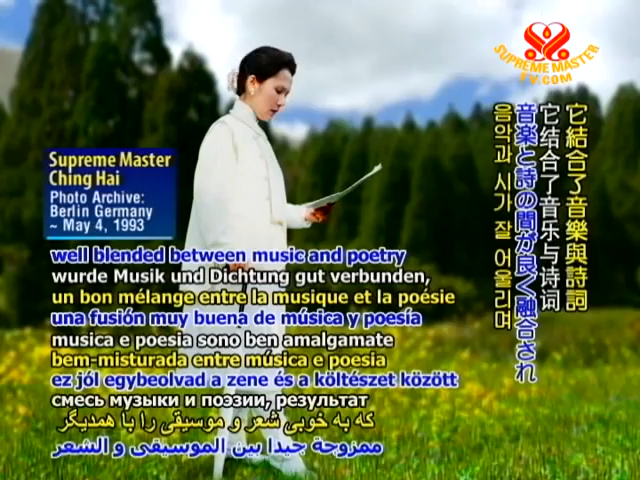 SUPREME MASTER
TV.COM
Supreme Master
Ching Hai
Photo Archive:
Berlin Germany
~ May 4, 1993
它結合了音樂與詩詞
它结合了音乐与诗词
音楽と詩の間が良く融合され
음악과 시가 잘 어울리며
well blended between music and poetry
wurde Musik und Dichtung gut verbunden,
un bon mélange entre la musique et la poésie
una fusión muy buena de música y poesía
musica e poesia sono ben amalgamate
bem-misturada entre música e poesia
ez jól egybeolvad a zene és a költészet között
смесь музыки и поэзии, результат
که به خوبی شعر و موسیقی را با همدیگر
ممزوجة جيدا بين الموسيقى و الشعر